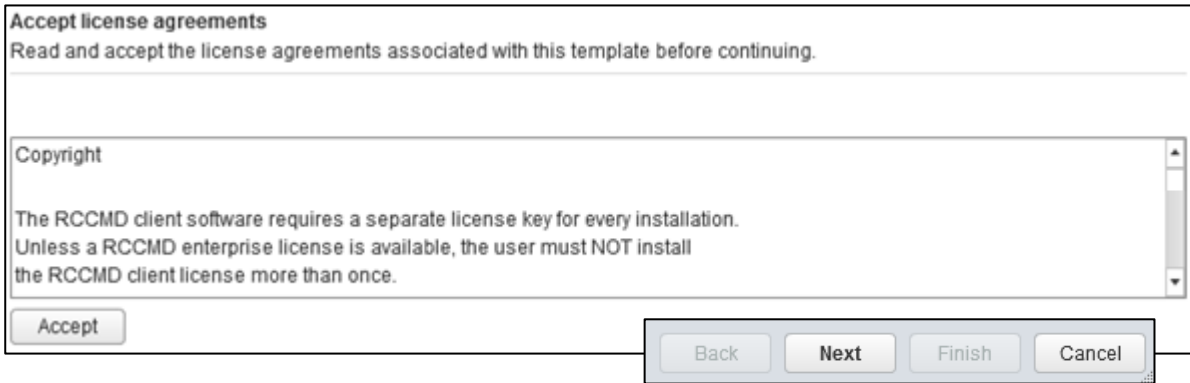 Accept license agreements
Read and accept the license agreements associated with this template before continuing.
Copyright
The RCCMD client software requires a separate license key for every installation.
Unless a RCCMD enterprise license is available, the user must NOT install
the RCCMD client license more than once.
Accept
Back Next Finish Cancel